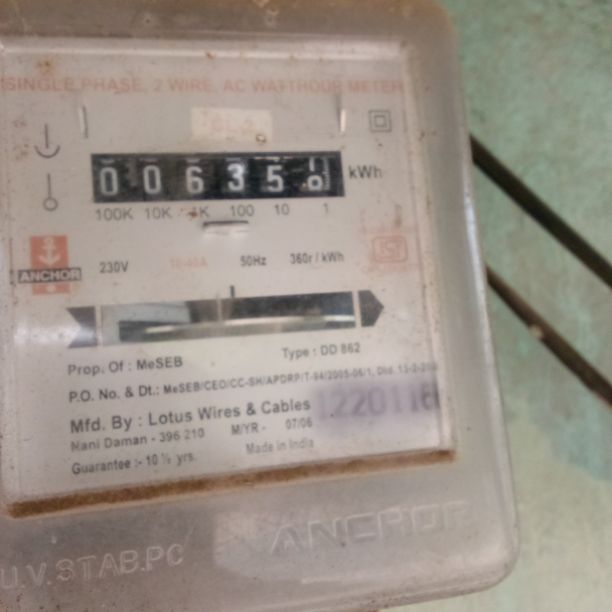 SINGLE PHASE, 2 WIRE, AC WATTHOUR METER
0 0 6 3 5 kWh
100K 10K 1K 100 10 1
ANCHOR 230V 10-40A 50Hz 360r / kWh
Prop. Of : MeSEB Type : DD 862
P.O. No. & Dt.: MeSEB/CEO/CC-SH/APDRP/T-94/2005-06/1, Dtd.
Mfd. By : Lotus Wires & Cables
Nani Daman - 396 210 M/YR - 07/06
Guarantee :- 10 ½ yrs. Made in India
ANCHOR
U.V.STAB.PC